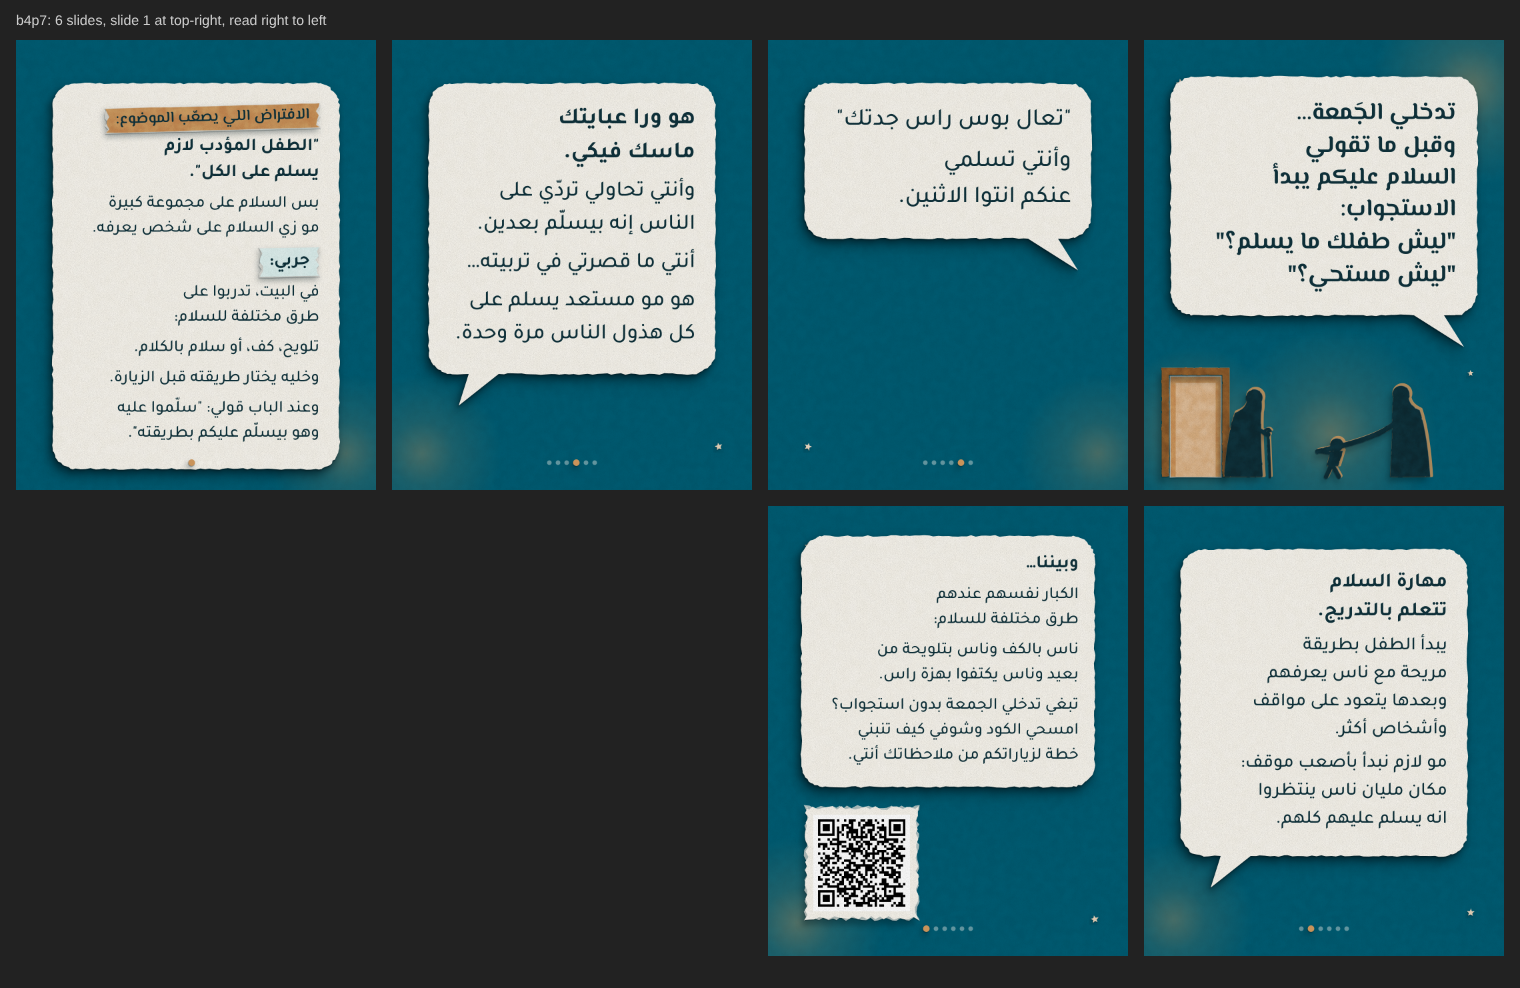 b4p7: 6 slides, slide 1 at top-right, read right to left
تدخلي الجَمعة...
وقبل ما تقولي
السلام عليكم يبدأ
الاستجواب:
"ليش طفلك ما يسلم؟"
"ليش مستحي؟"
"تعال بوس راس جدتك"
وأنتي تسلمي
عنكم انتوا الاثنين.
هو ورا عبايتك
ماسك فيكي.
وأنتي تحاولي تردّي على
الناس إنه بيسلّم بعدين.
أنتي ما قصرتي في تربيته...
هو مو مستعد يسلم على
كل هذول الناس مرة وحدة.
الافتراض اللي يصعّب الموضوع:
"الطفل المؤدب لازم
يسلم على الكل".
بس السلام على مجموعة كبيرة
مو زي السلام على شخص يعرفه.
جربي:
في البيت، تدربوا على
طرق مختلفة للسلام:
تلويح، كف، أو سلام بالكلام.
وخليه يختار طريقته قبل الزيارة.
وعند الباب قولي: "سلّموا عليه
وهو بيسلّم عليكم بطريقته".
مهارة السلام
تتعلم بالتدريج.
يبدأ الطفل بطريقة
مريحة مع ناس يعرفهم
وبعدها يتعود على مواقف
وأشخاص أكثر.
مو لازم نبدأ بأصعب موقف:
مكان مليان ناس ينتظروا
انه يسلم عليهم كلهم.
وبيننا...
الكبار نفسهم عندهم
طرق مختلفة للسلام:
ناس بالكف وناس بتلويحة من
بعيد وناس يكتفوا بهزة راس.
تبغي تدخلي الجمعة بدون استجواب؟
امسحي الكود وشوفي كيف تنبني
خطة لزياراتكم من ملاحظاتك أنتي.